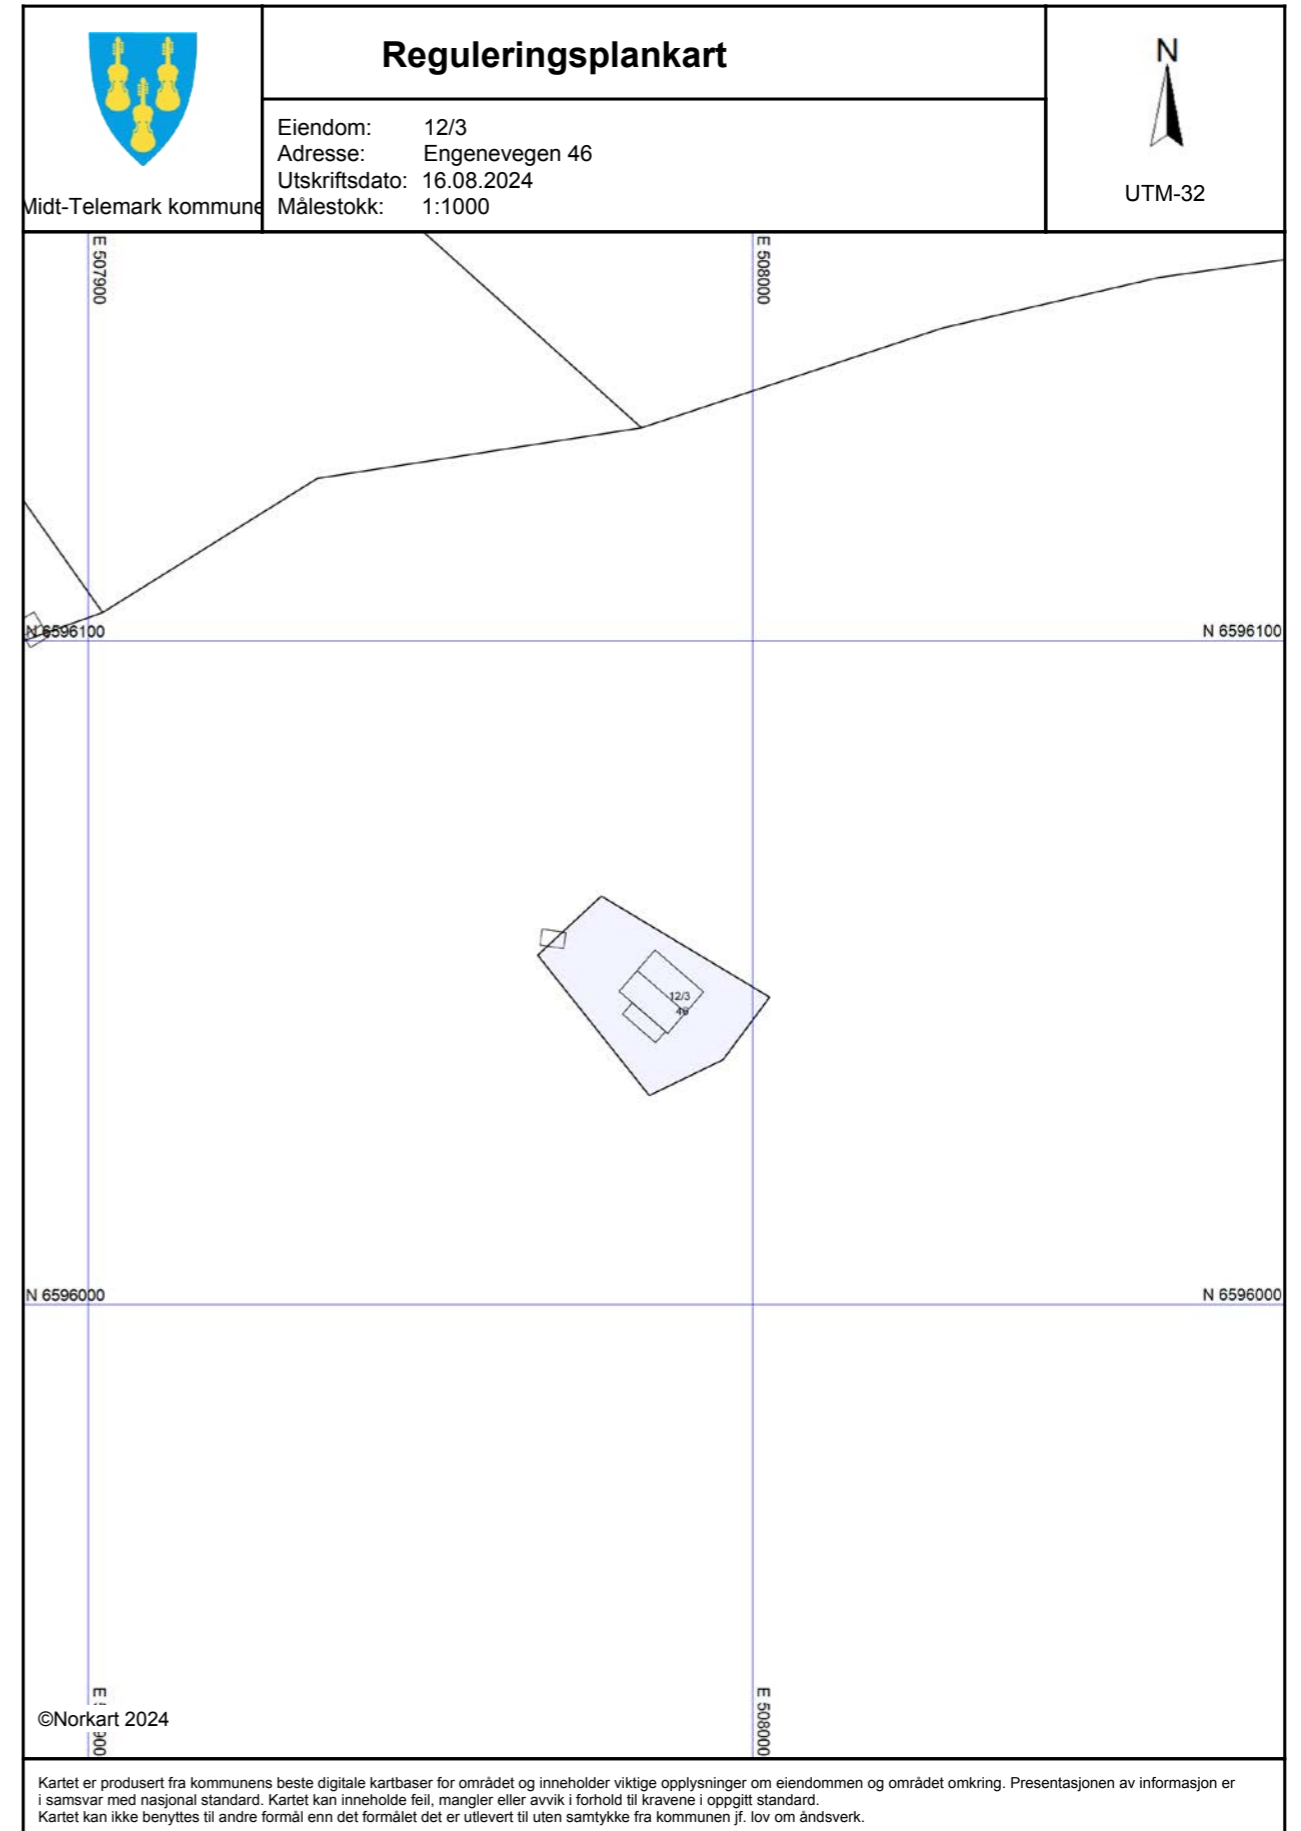 Reguleringsplankart
N
Eiendom: 12/3
Adresse: Engenevegen 46
Utskriftsdato: 16.08.2024
Målestokk: 1:1000
Midt-Telemark kommune
UTM-32
E 507900
E 508000
N 6596100
N 6596100
12/3
46
N 6596000
N 6596000
E 508000
©Norkart 2024
Kartet er produsert fra kommunens beste digitale kartbaser for området og inneholder viktige opplysninger om eiendommen og området omkring. Presentasjonen av informasjon er
i samsvar med nasjonal standard. Kartet kan inneholde feil, mangler eller avvik i forhold til kravene i oppgitt standard.
Kartet kan ikke benyttes til andre formål enn det formålet det er utlevert til uten samtykke fra kommunen jf. lov om åndsverk.